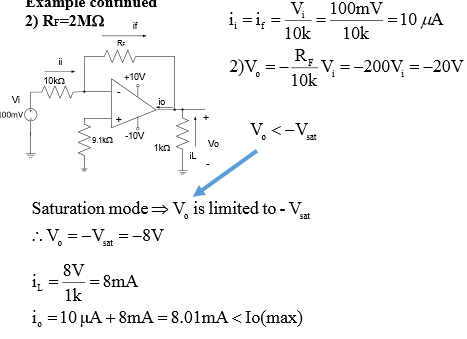 Example continued
2) RF=2MΩ
ii = if = Vi/10k = 100mV/10k = 10 μA
2)Vo = −RF/10k Vi = −200Vi = −20V
if
RF
ii
10kΩ
+10V
Vi
100mV
-
+
io
-10V
9.1kΩ
1kΩ
iL
+
Vo
-
Vo < −Vsat
Saturation mode ⇒ Vo is limited to - Vsat
∴ Vo = −Vsat = −8V
iL = 8V/1k = 8mA
io = 10 μA + 8mA = 8.01mA < Io(max)